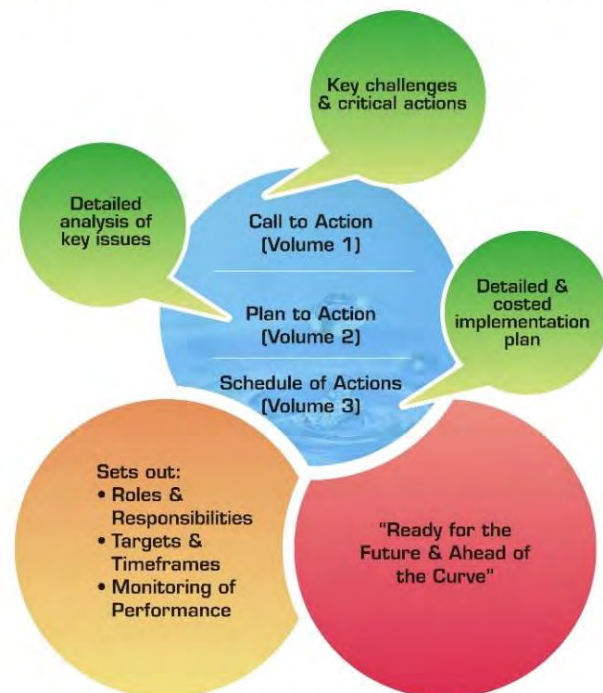 Key challenges
& critical actions
Detailed
analysis of
key issues
Call to Action
(Volume 1)
Plan to Action
(Volume 2)
Schedule of Actions
(Volume 3)
Detailed &
costed
implementation
plan
Sets out:
• Roles &
Responsibilities
• Targets &
Timeframes
• Monitoring of
Performance
"Ready for the
Future & Ahead of
the Curve"